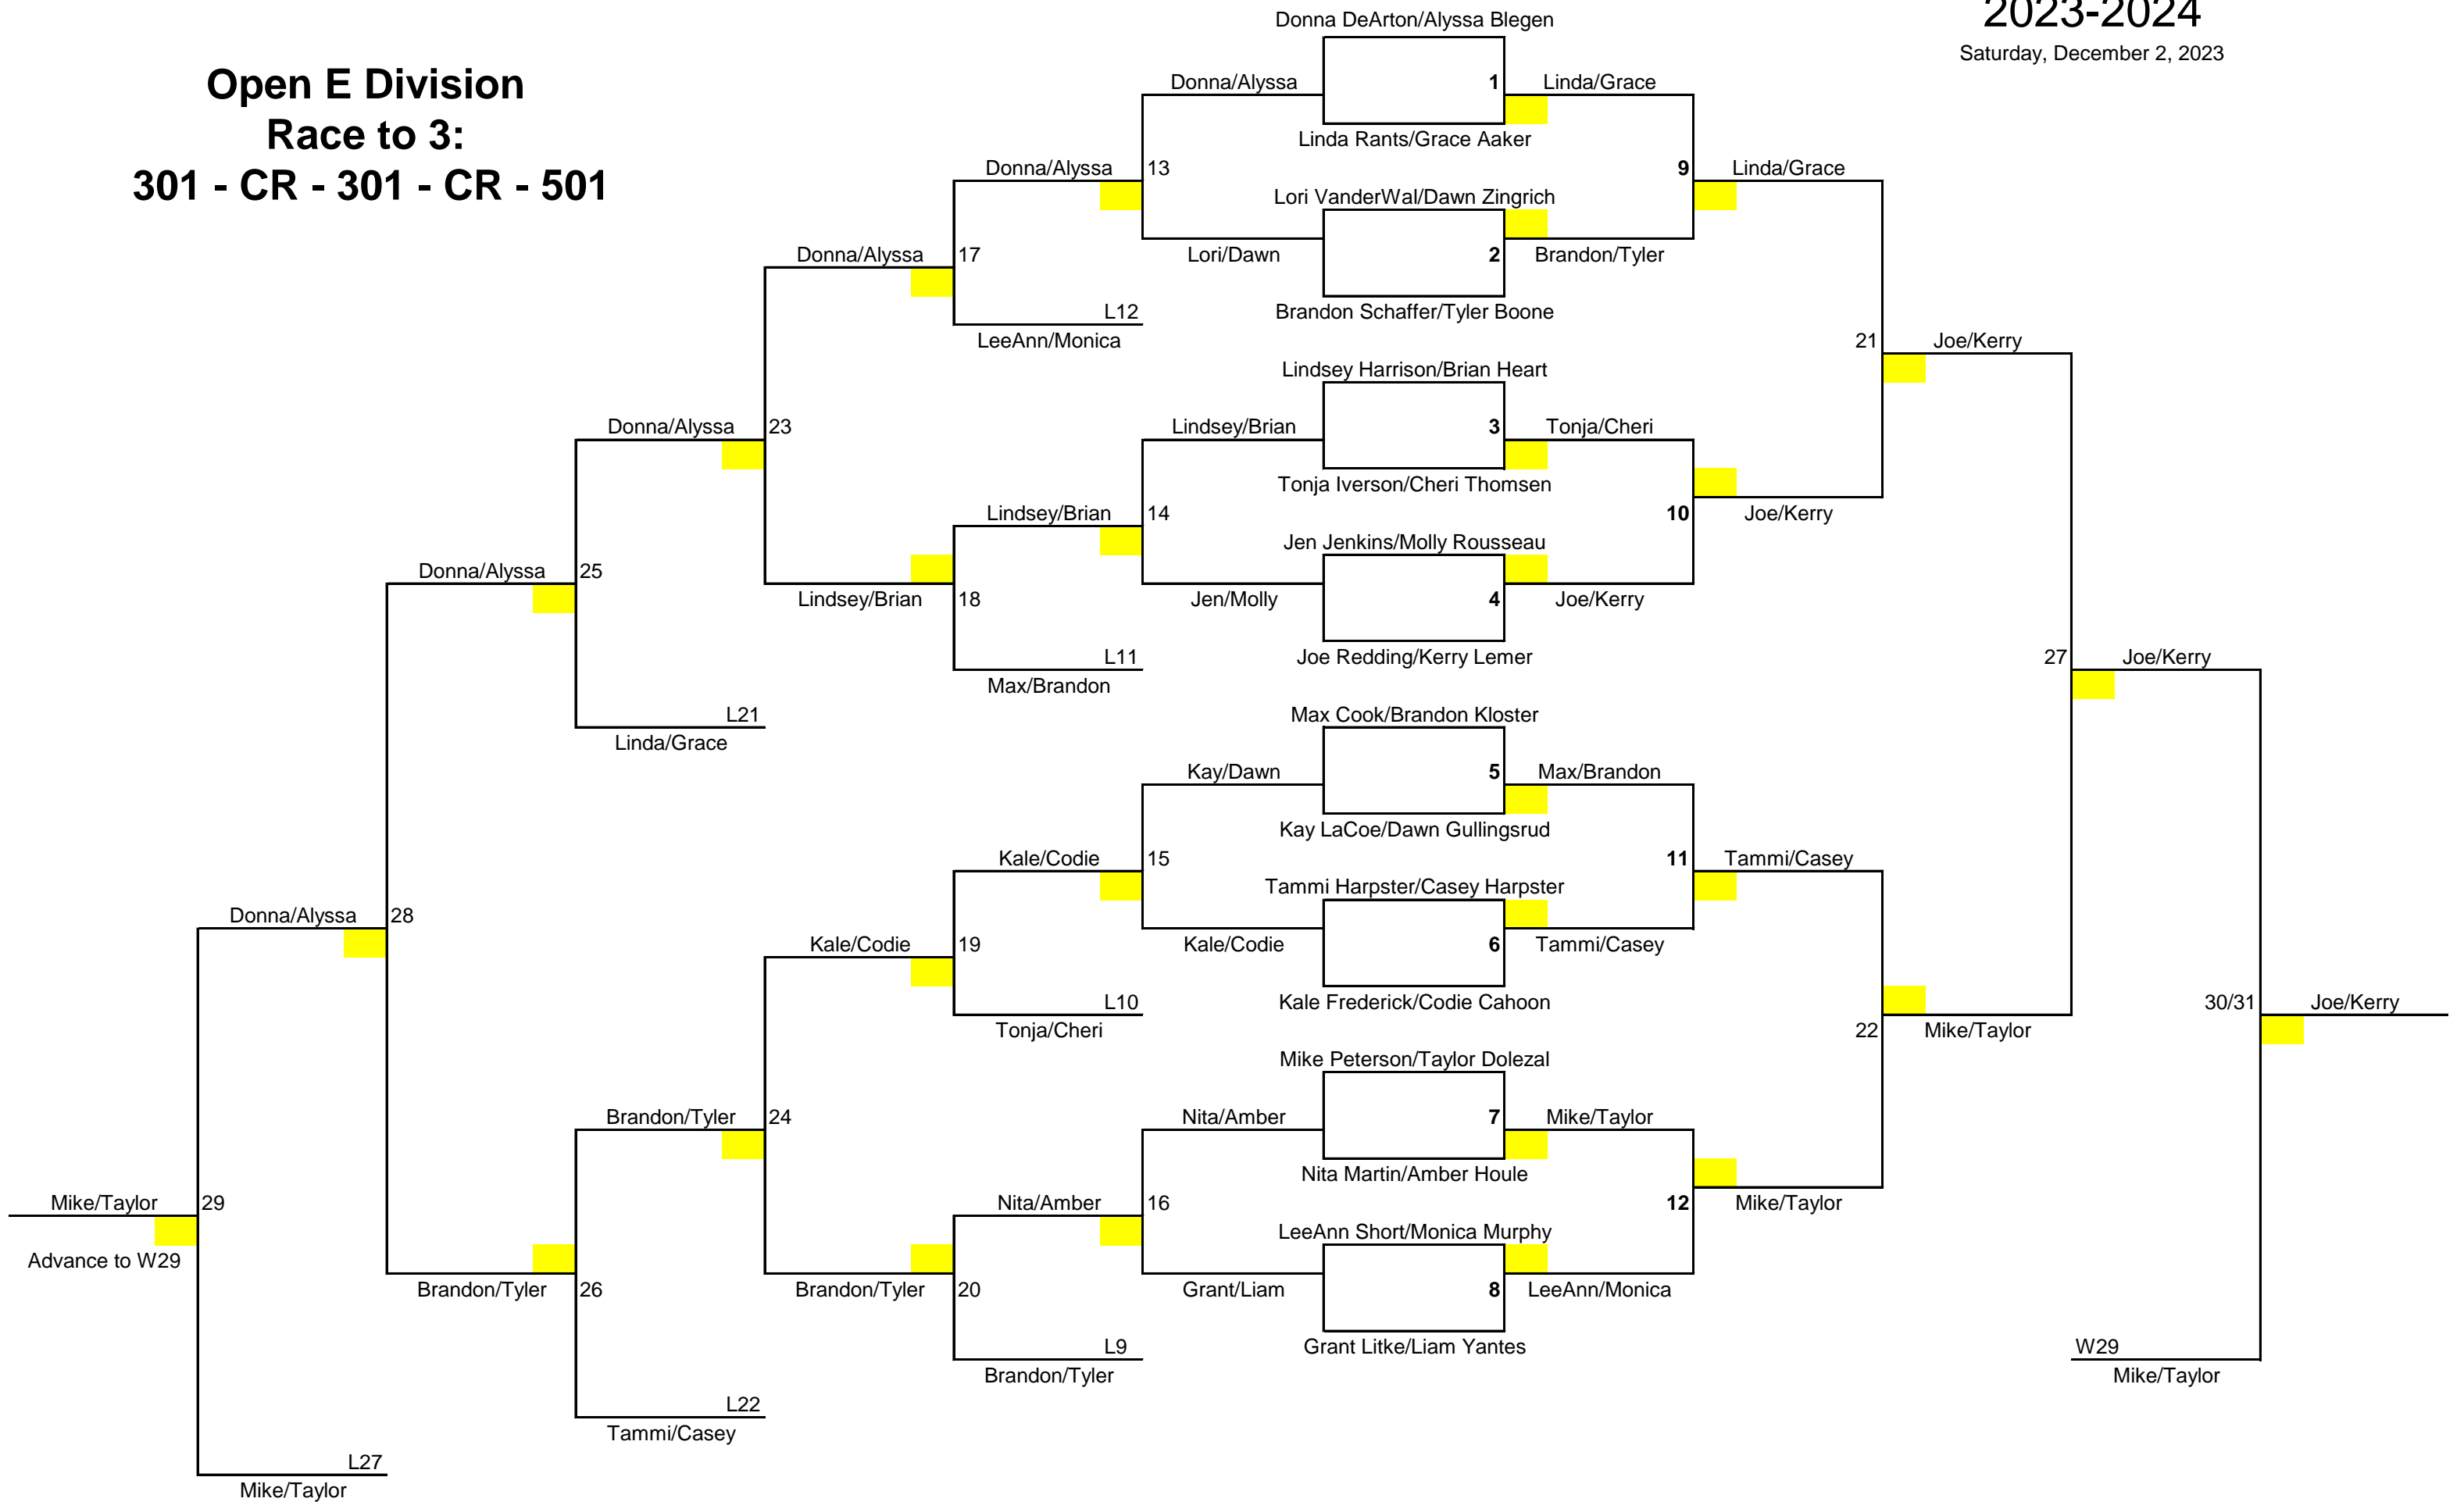 Donna DeArton/Alyssa Blegen
2023-2024
Saturday, December 2, 2023
Open E Division
Race to 3:
301 - CR - 301 - CR - 501
Donna/Alyssa 1 Linda/Grace
Linda Rants/Grace Aaker
Donna/Alyssa 13 9 Linda/Grace
Lori VanderWal/Dawn Zingrich
Donna/Alyssa 17 Lori/Dawn 2 Brandon/Tyler
L12 Brandon Schaffer/Tyler Boone
LeeAnn/Monica 21 Joe/Kerry
Lindsey Harrison/Brian Heart
Donna/Alyssa 23 Lindsey/Brian 3 Tonja/Cheri
Tonja Iverson/Cheri Thomsen
Lindsey/Brian 14 10 Joe/Kerry
Jen Jenkins/Molly Rousseau
Donna/Alyssa 25
Lindsey/Brian 18 Jen/Molly 4 Joe/Kerry
L11 Joe Redding/Kerry Lemer 27 Joe/Kerry
Max/Brandon
L21 Max Cook/Brandon Kloster
Linda/Grace
Kay/Dawn 5 Max/Brandon
Kay LaCoe/Dawn Gullingsrud
Kale/Codie 15 11 Tammi/Casey
Tammi Harpster/Casey Harpster
Donna/Alyssa 28
Kale/Codie 19 Kale/Codie 6 Tammi/Casey
L10 Kale Frederick/Codie Cahoon 30/31 Joe/Kerry
Tonja/Cheri 22 Mike/Taylor
Mike Peterson/Taylor Dolezal
Brandon/Tyler 24 Nita/Amber 7 Mike/Taylor
Nita Martin/Amber Houle
Mike/Taylor 29 Nita/Amber 16 12 Mike/Taylor
LeeAnn Short/Monica Murphy
Advance to W29
Brandon/Tyler 26 Brandon/Tyler 20 Grant/Liam 8 LeeAnn/Monica
L9 Grant Litke/Liam Yantes W29
Brandon/Tyler Mike/Taylor
L22
Tammi/Casey
L27
Mike/Taylor